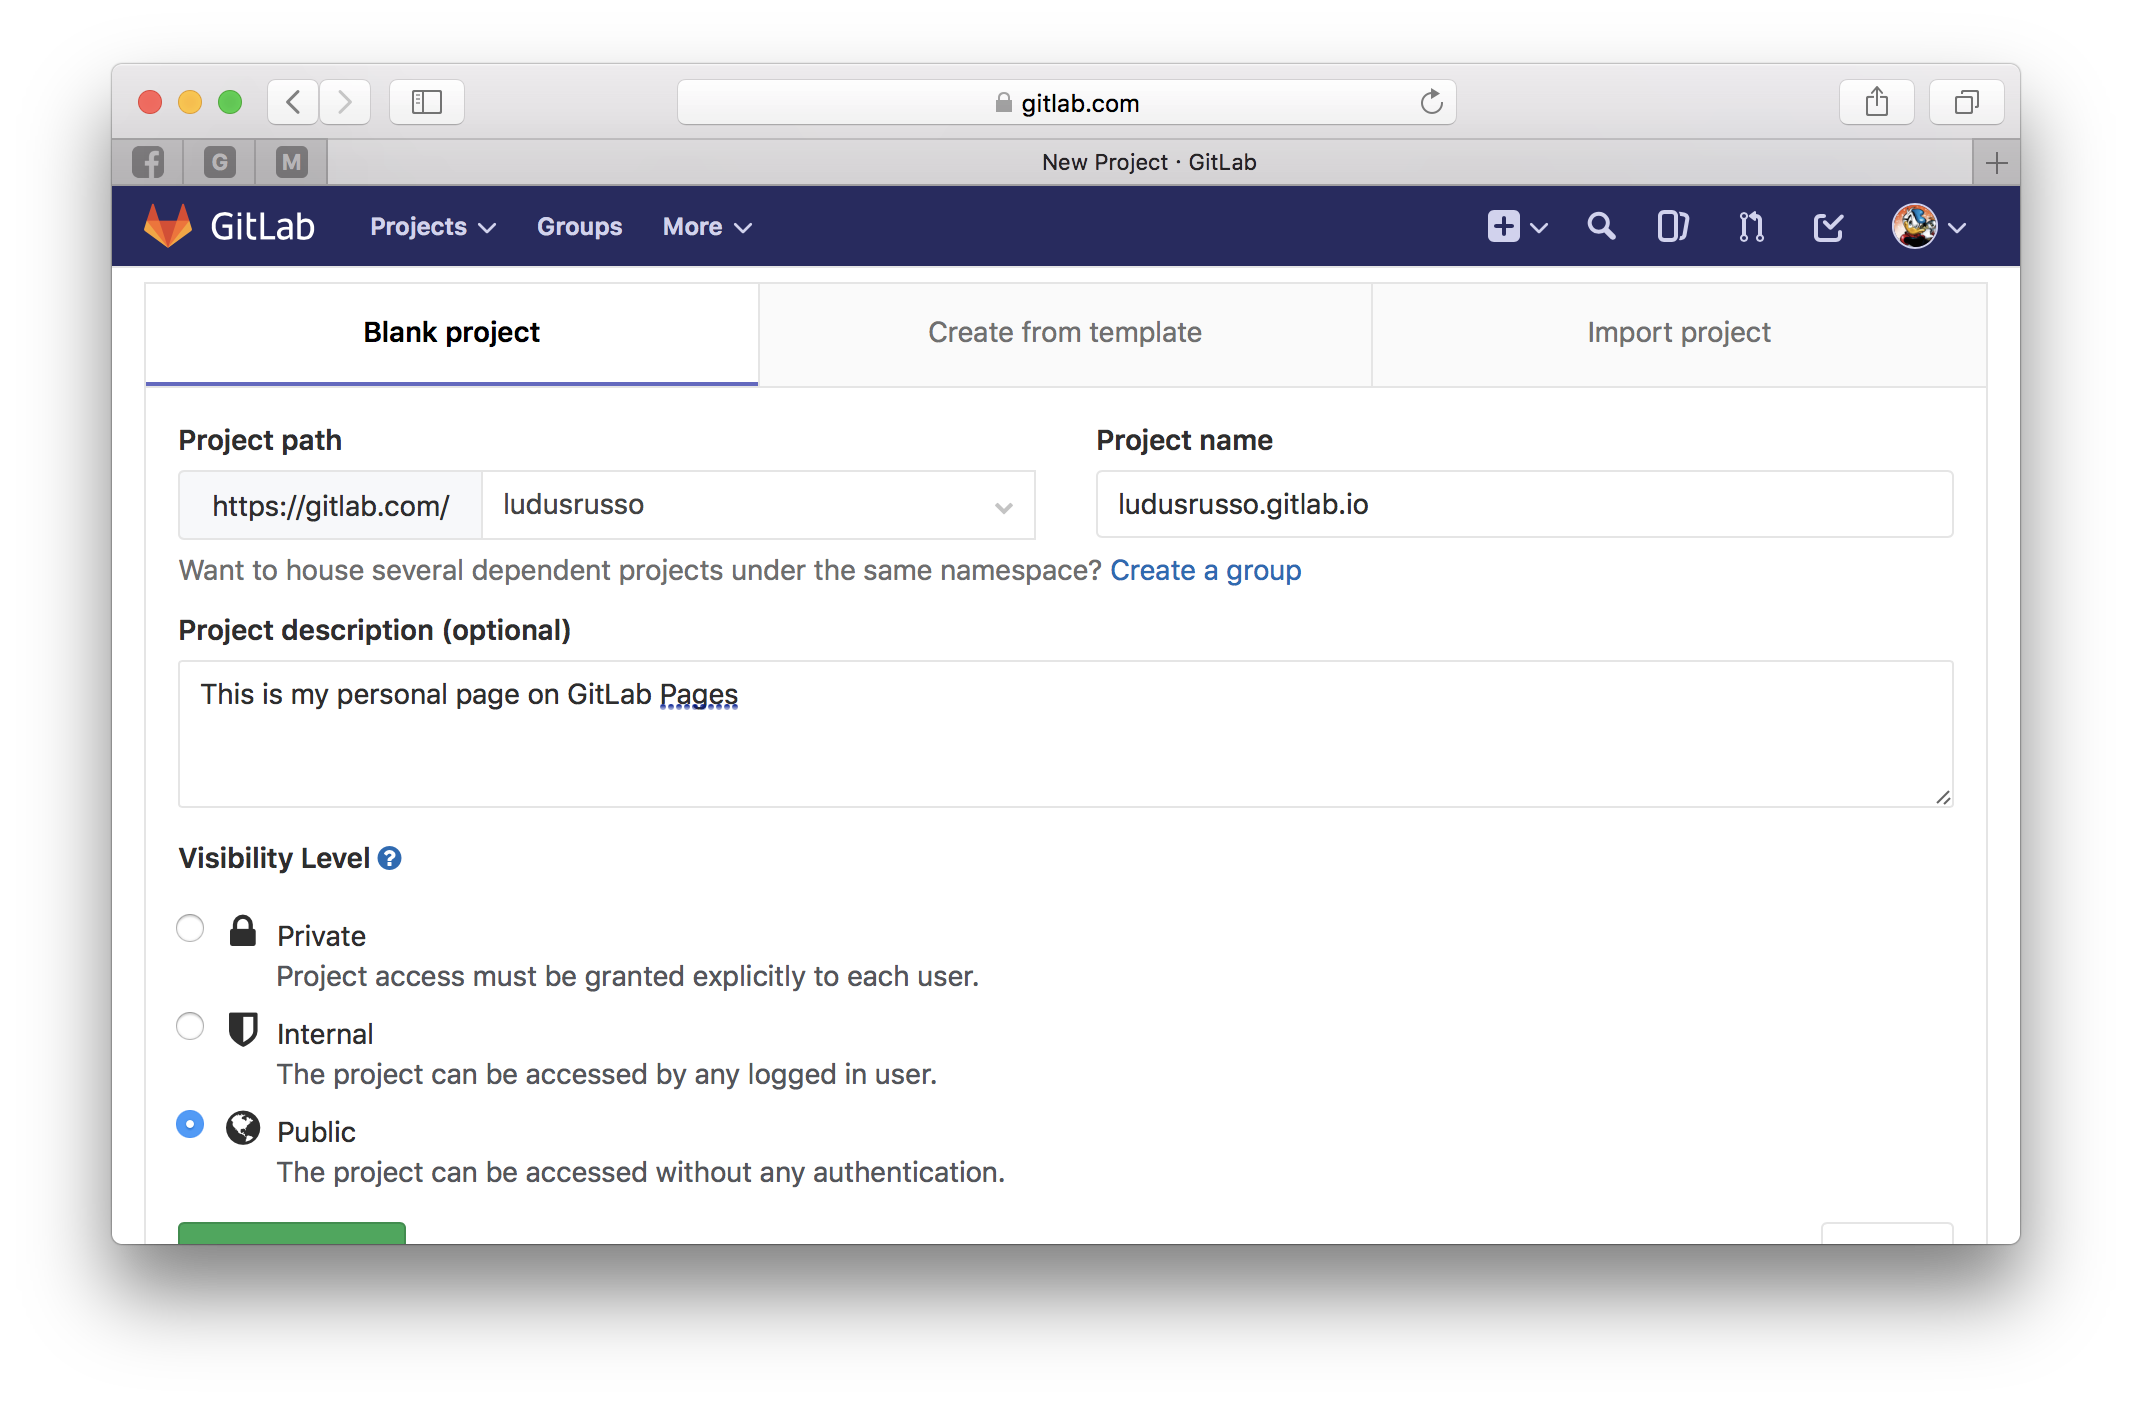 gitlab.com
G
M
New Project · GitLab
GitLab Projects Groups More
Blank project Create from template Import project
Project path Project name
https://gitlab.com/ ludusrusso ludusrusso.gitlab.io
Want to house several dependent projects under the same namespace? Create a group
Project description (optional)
This is my personal page on GitLab Pages
Visibility Level ?
Private
Project access must be granted explicitly to each user.
Internal
The project can be accessed by any logged in user.
Public
The project can be accessed without any authentication.